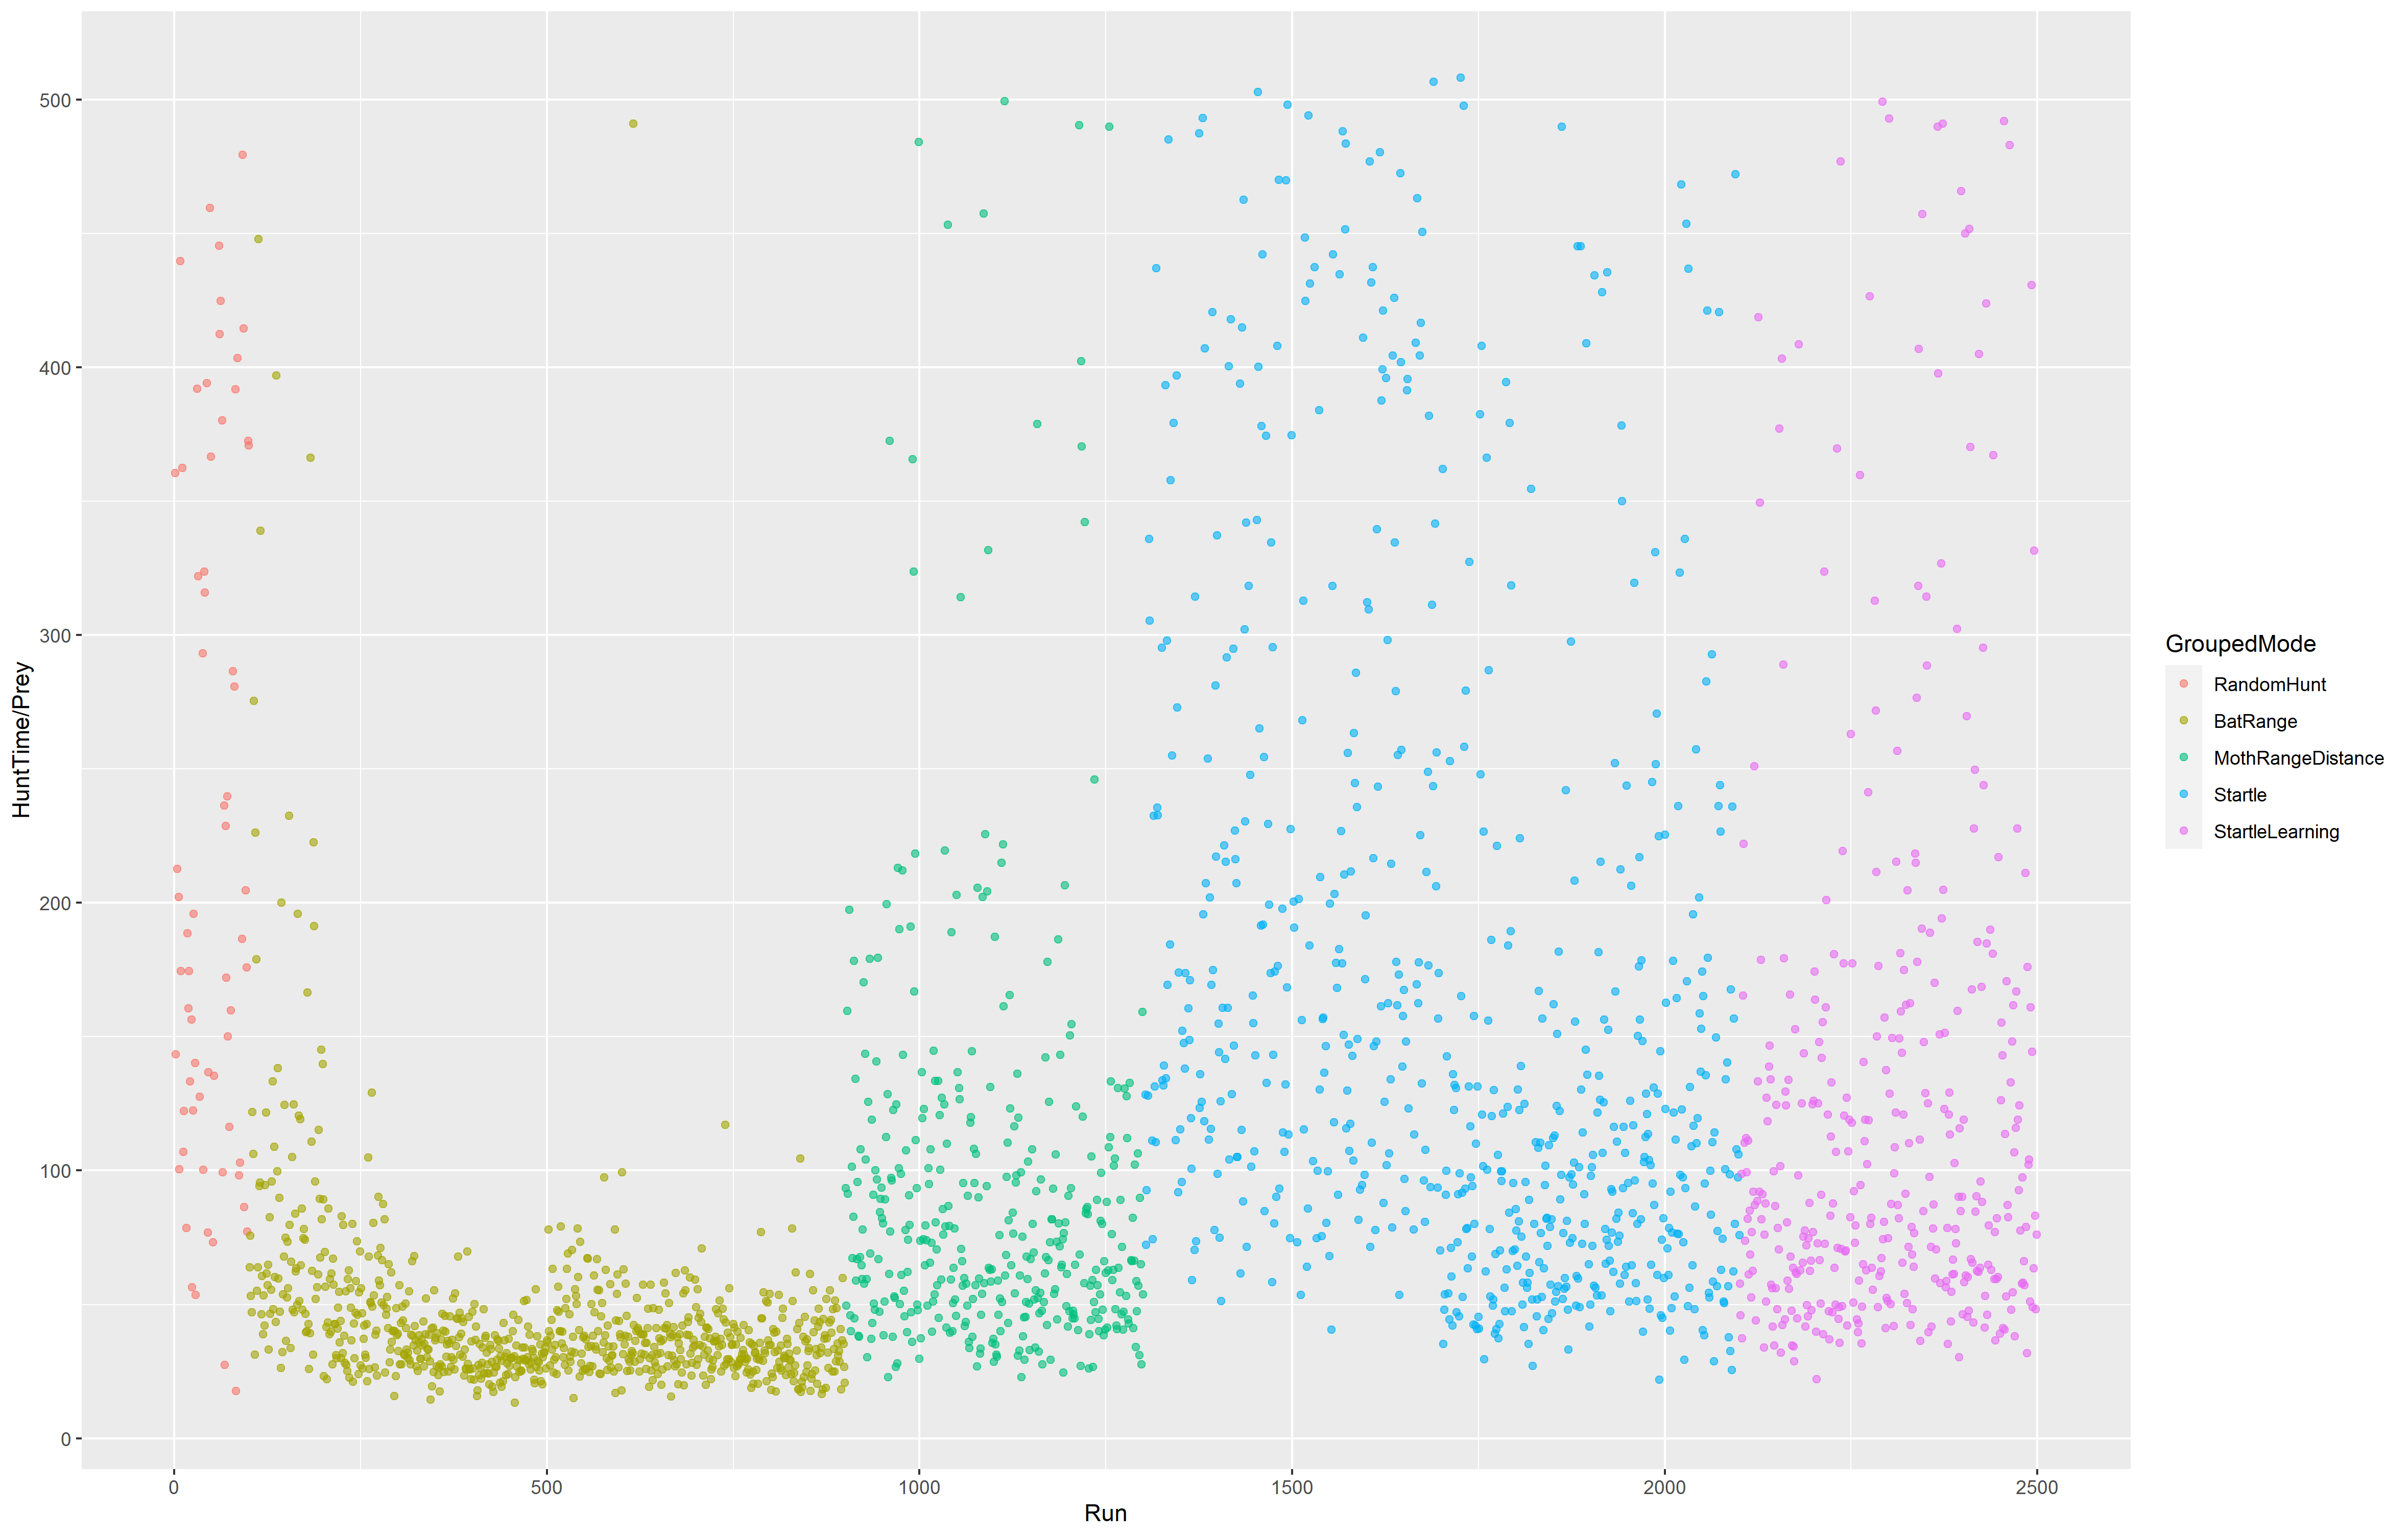 500
400
300
200
100
0
HuntTime/Prey
0 500 1000 1500 2000 2500
Run
GroupedMode
RandomHunt
BatRange
MothRangeDistance
Startle
StartleLearning